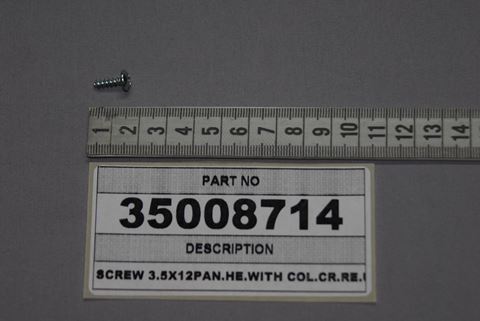 1 2 3 4 5 6 7 8 9 10 11 12 13 14
PART NO
35008714
DESCRIPTION
SCREW 3.5X12PAN.HE.WITH COL.CR.RE.